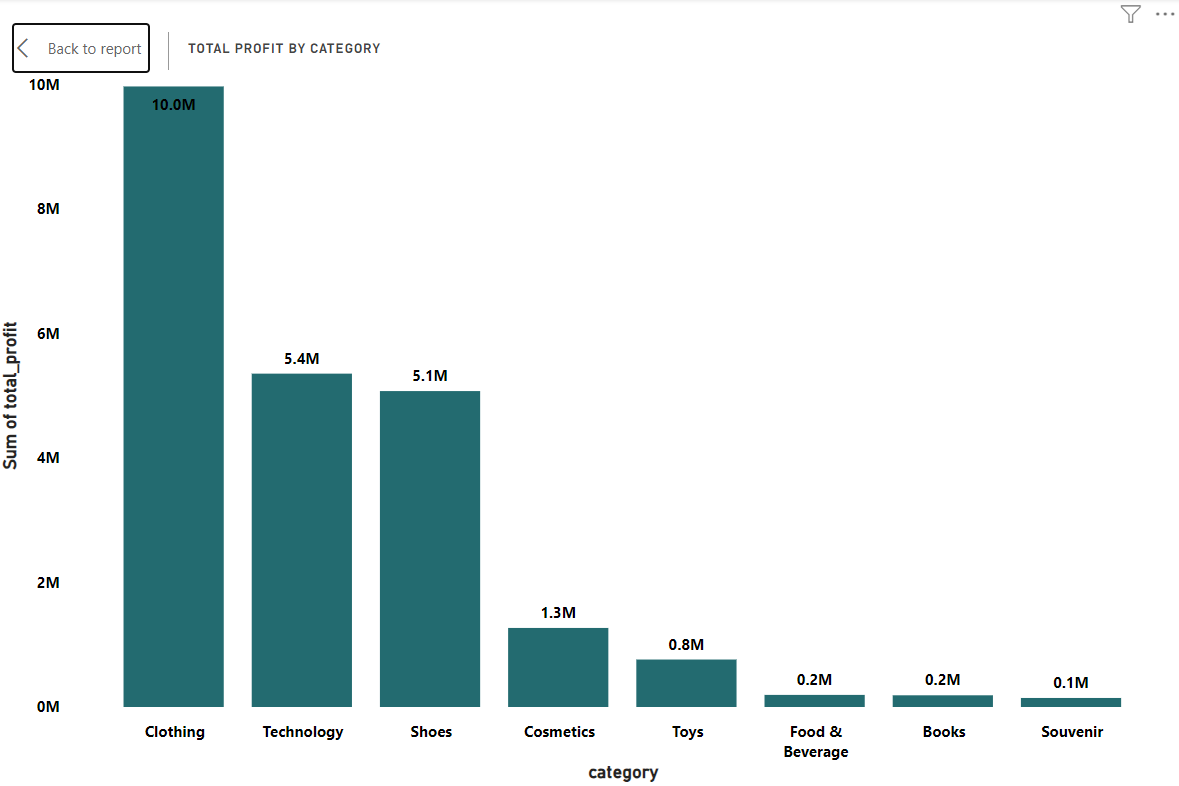 Back to report
TOTAL PROFIT BY CATEGORY
10M
8M
6M
4M
2M
0M
Sum of total_profit
10.0M
5.4M
5.1M
1.3M
0.8M
0.2M
0.2M
0.1M
Clothing
Technology
Shoes
Cosmetics
Toys
Food &
Beverage
Books
Souvenir
category